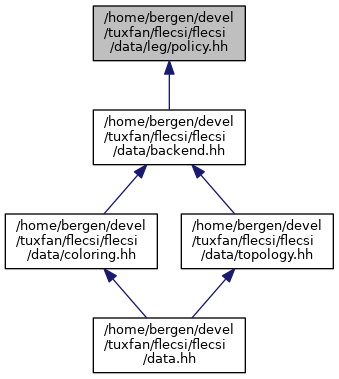 /home/bergen/devel
/tuxfan/flecsi/flecsi
/data/leg/policy.hh
/home/bergen/devel
/tuxfan/flecsi/flecsi
/data/backend.hh
/home/bergen/devel
/tuxfan/flecsi/flecsi
/data/coloring.hh
/home/bergen/devel
/tuxfan/flecsi/flecsi
/data/topology.hh
/home/bergen/devel
/tuxfan/flecsi/flecsi
/data.hh